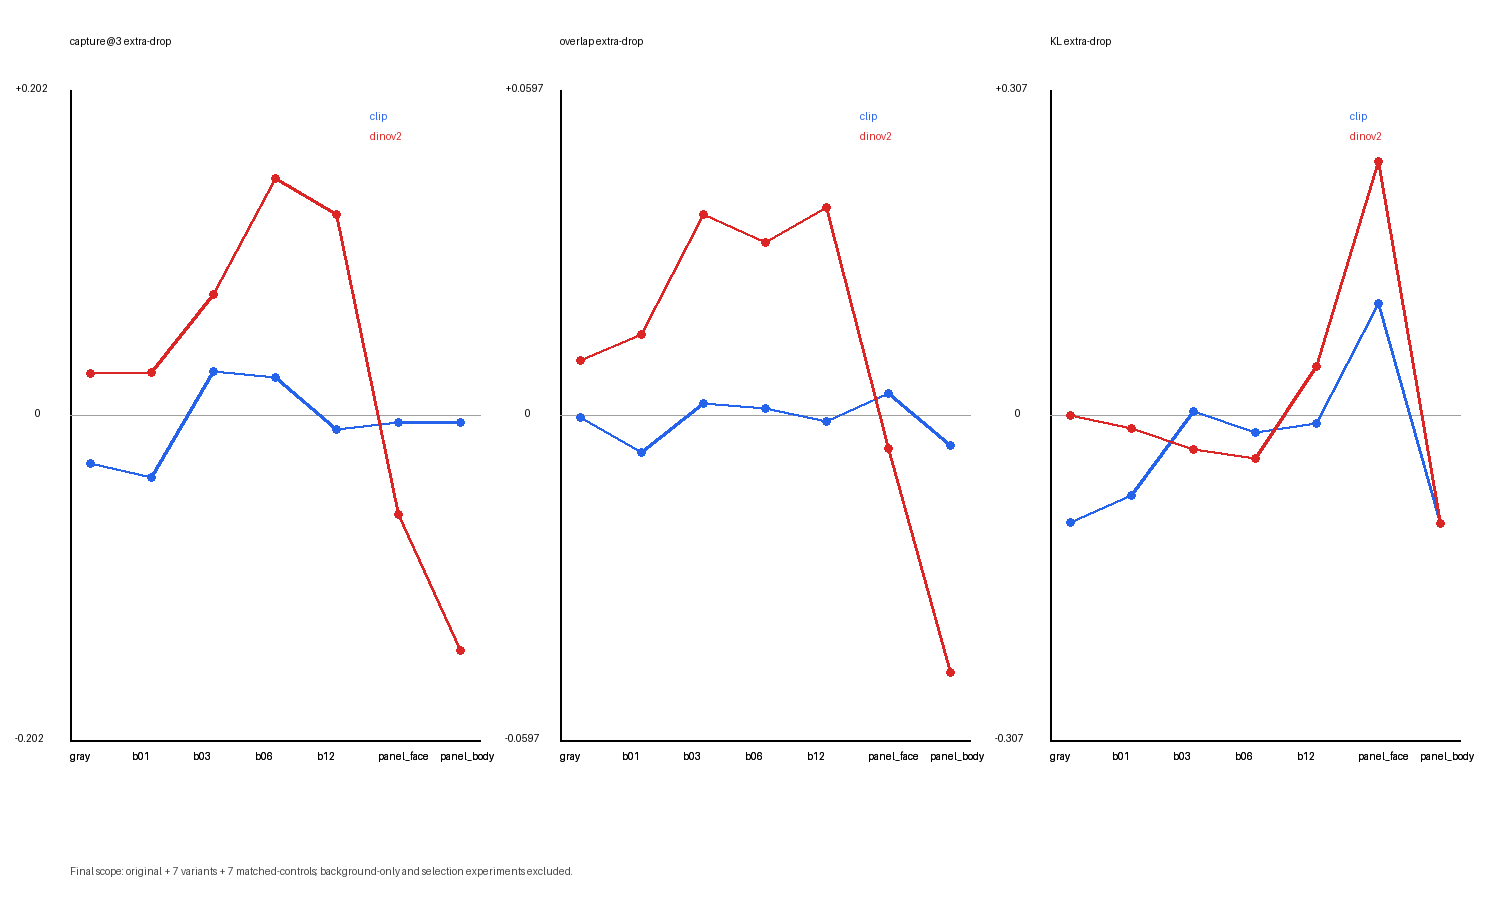 capture@3 extra-drop
+0.202
clip
dinov2
0
-0.202
gray b01 b03 b06 b12 panel_face panel_body
overlap extra-drop
+0.0597
clip
dinov2
0
-0.0597
gray b01 b03 b06 b12 panel_face panel_body
KL extra-drop
+0.307
clip
dinov2
0
-0.307
gray b01 b03 b06 b12 panel_face panel_body
Final scope: original + 7 variants + 7 matched-controls; background-only and selection experiments excluded.